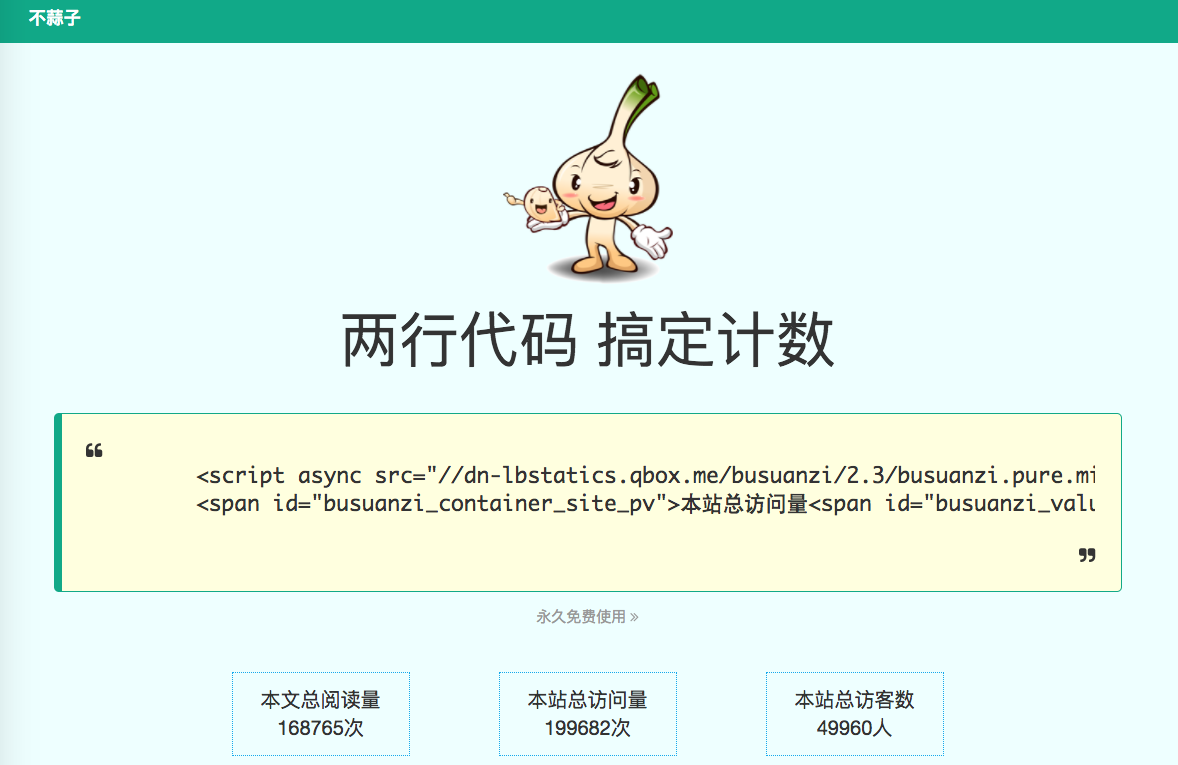 不蒜子
两行代码 搞定计数
<script async src="//dn-lbstatics.qbox.me/busuanzi/2.3/busuanzi.pure.mi
<span id="busuanzi_container_site_pv">本站总访问量<span id="busuanzi_valu
永久免费使用 »
本文总阅读量
168765次
本站总访问量
199682次
本站总访客数
49960人